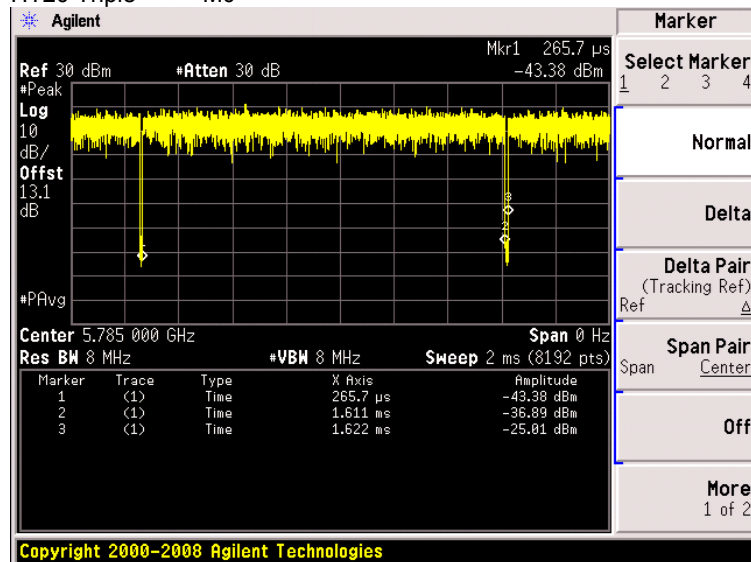 Agilent
Marker
Mkr1 265.7 µs
Ref 30 dBm #Atten 30 dB -43.38 dBm
#Peak
Log
10
dB/
Offst
13.1
dB
3
2
#PAvg
Center 5.785 000 GHz Span 0 Hz
Res BW 8 MHz #VBW 8 MHz Sweep 2 ms (8192 pts)
Marker Trace Type X Axis Amplitude
1 (1) Time 265.7 µs -43.38 dBm
2 (1) Time 1.611 ms -36.89 dBm
3 (1) Time 1.622 ms -25.01 dBm
Select Marker
1 2 3 4
Normal
Delta
Delta Pair
(Tracking Ref)
Ref Δ
Span Pair
Span Center
Off
More
1 of 2
Copyright 2000-2008 Agilent Technologies